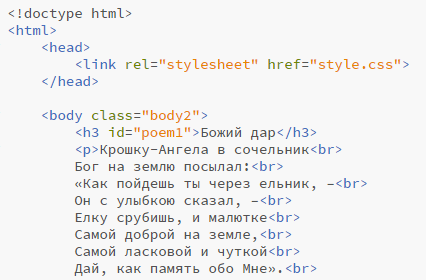 <!doctype html>
<html>
<head>
<link rel="stylesheet" href="style.css">
</head>
<body class="body2">
<h3 id="poem1">Божий дар</h3>
<p>Крошку-Ангела в сочельник<br>
Бог на землю посылал:<br>
«Как пойдешь ты через ельник, –<br>
Он с улыбкою сказал, –<br>
Елку срубишь, и малютке<br>
Самой доброй на земле,<br>
Самой ласковой и чуткой<br>
Дай, как память обо Мне».<br>